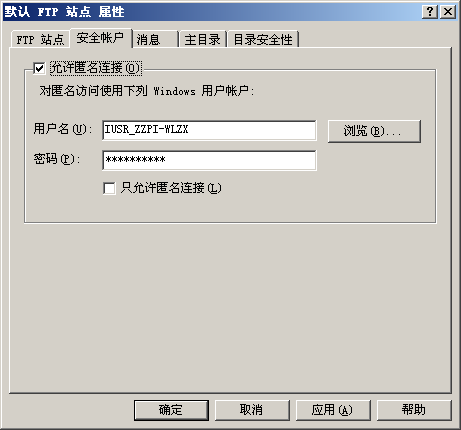 默认 FTP 站点 属性
FTP 站点 安全帐户 消息 主目录 目录安全性
允许匿名连接(O)
对匿名访问使用下列 Windows 用户帐户:
用户名(U): IUSR_ZZPI-WLZX 浏览(B)...
密码(P): **********
只允许匿名连接(L)
确定 取消 应用(A) 帮助